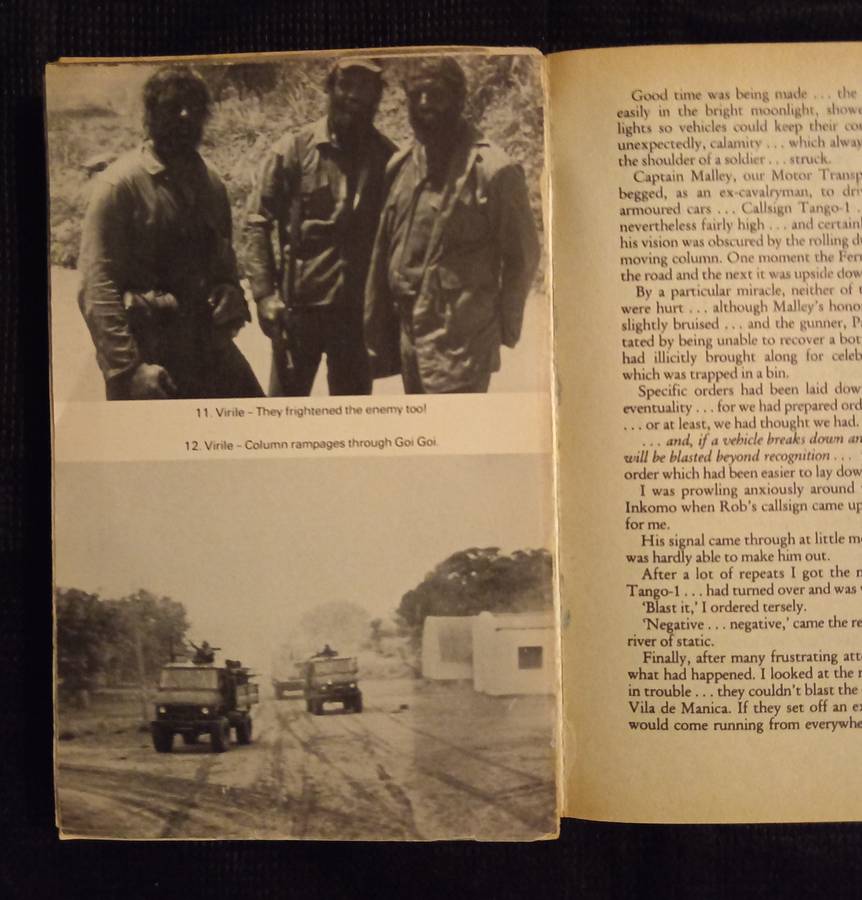 11. Virile – They frightened the enemy too!
12. Virile – Column rampages through Goi Goi.
Good time was being made . . . the
easily in the bright moonlight, showe
lights so vehicles could keep their
unexpectedly, calamity . . . which alway
the shoulder of a soldier . . . struck.
Captain Malley, our Motor Transp
begged, as an ex-cavalryman, to
armoured cars . . . Callsign Tango-1 .
nevertheless fairly high . . . and certainl
his vision was obscured by the rolling d
moving column. One moment the Ferr
the road and the next it was upside dow
By a particular miracle, neither of
were hurt . . . although Malley's hono
slightly bruised . . . and the gunner, P
tated by being unable to recover a bot
had illicitly brought along for celeb
which was trapped in a bin.
Specific orders had been laid dow
eventuality . . . for we had prepared ord
. . . or at least, we had thought we had.
. . . and, if a vehicle breaks down an
will be blasted beyond recognition . . .
order which had been easier to lay dow
I was prowling anxiously around
Inkomo when Rob's callsign came up
for me.
His signal came through at little m
was hardly able to make him out.
After a lot of repeats I got the
Tango-1 . . . had turned over and was
'Blast it,' I ordered tersely.
'Negative . . . negative,' came the re
river of static.
Finally, after many frustrating att
what had happened. I looked at the
in trouble . . . they couldn't blast the
Vila de Manica. If they set off an e
would come running from everywhe